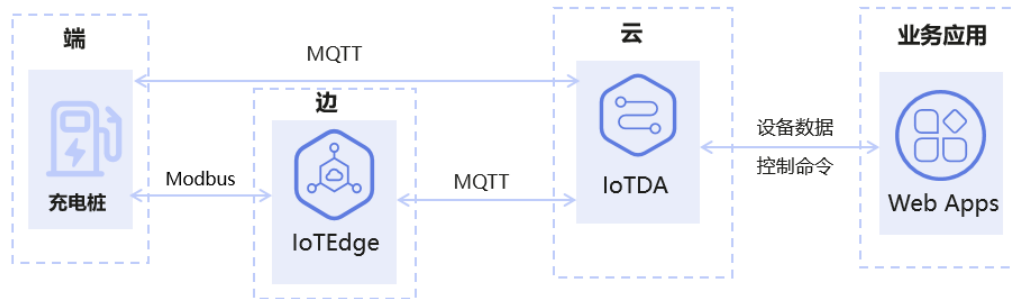 端
充电桩
MQTT
Modbus
边
IoTEdge
MQTT
云
IoTDA
设备数据
控制命令
业务应用
Web Apps